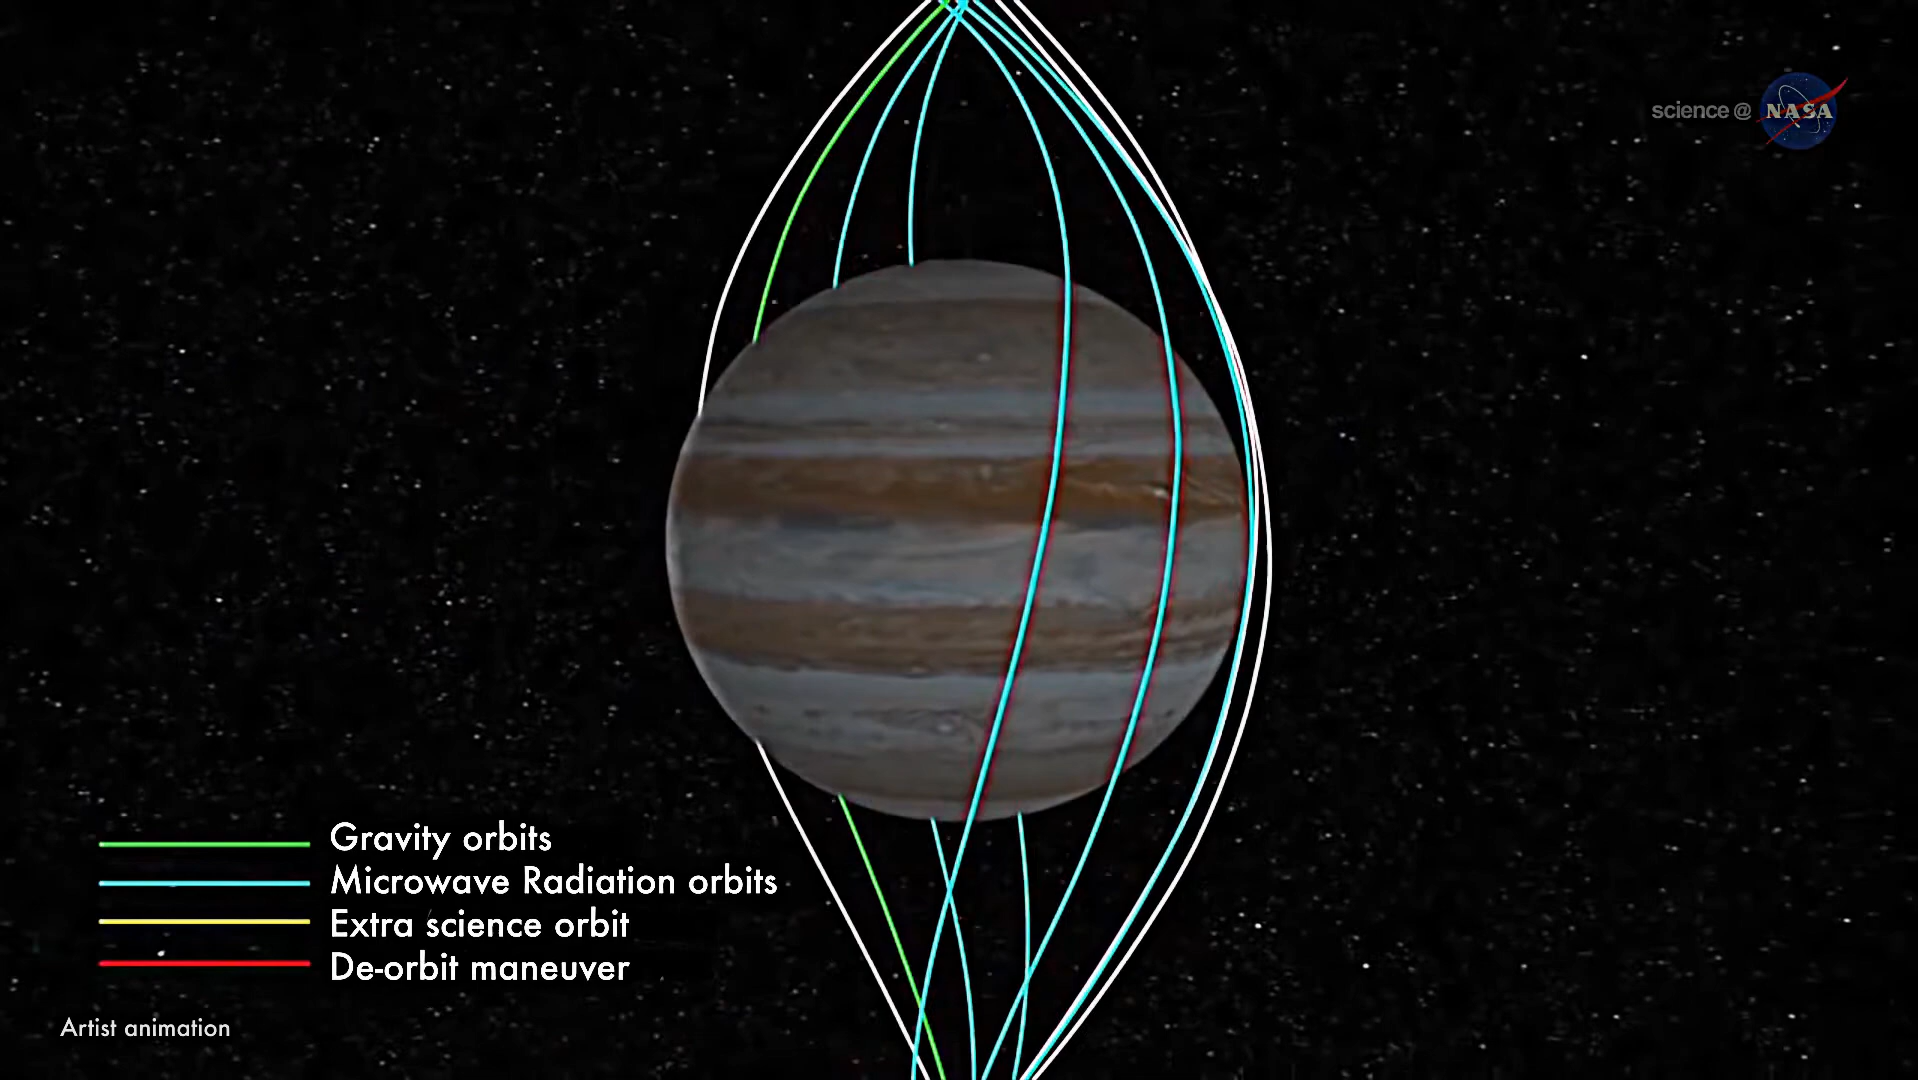 science @ NASA
Gravity orbits
Microwave Radiation orbits
Extra science orbit
De-orbit maneuver
Artist animation